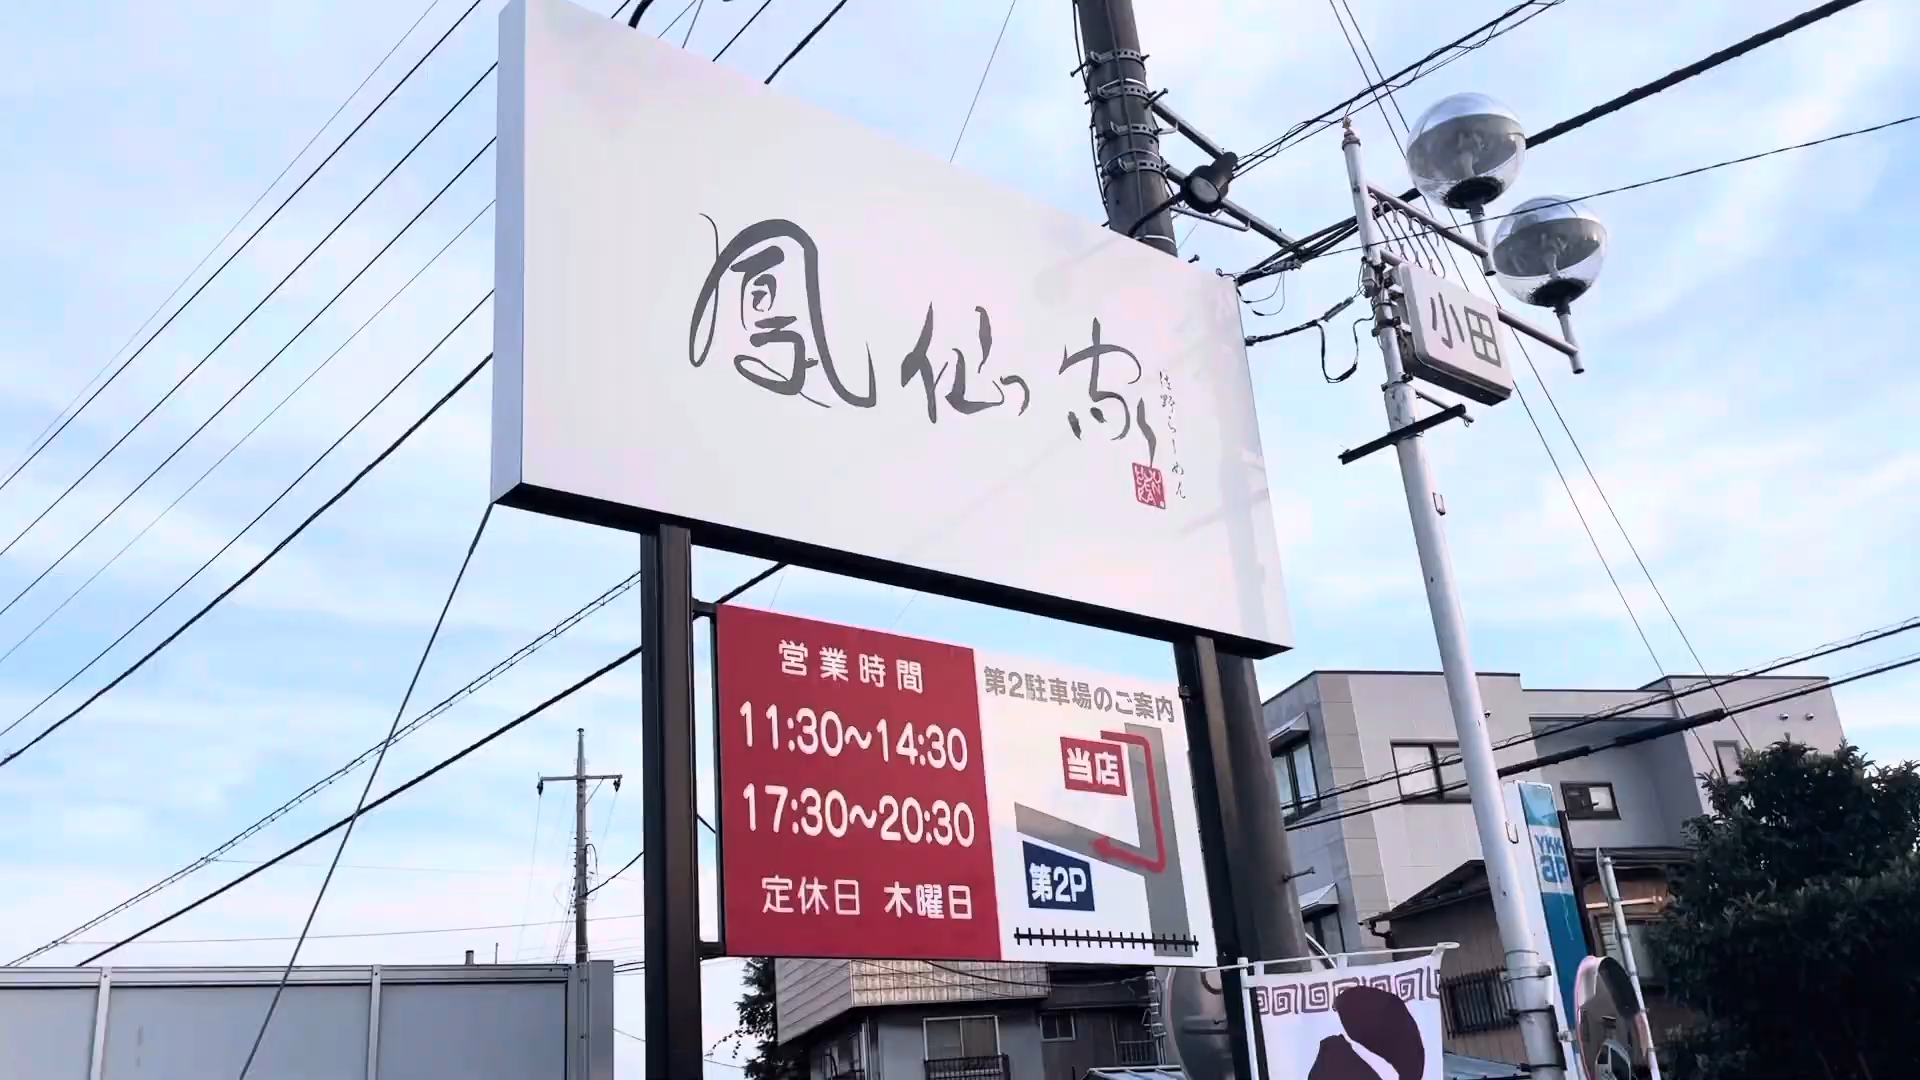 鳳仙家
佐野らーめん
小田
営業時間
11:30〜14:30
17:30〜20:30
定休日 木曜日
第2駐車場のご案内
当店
第2P
YKK
ap